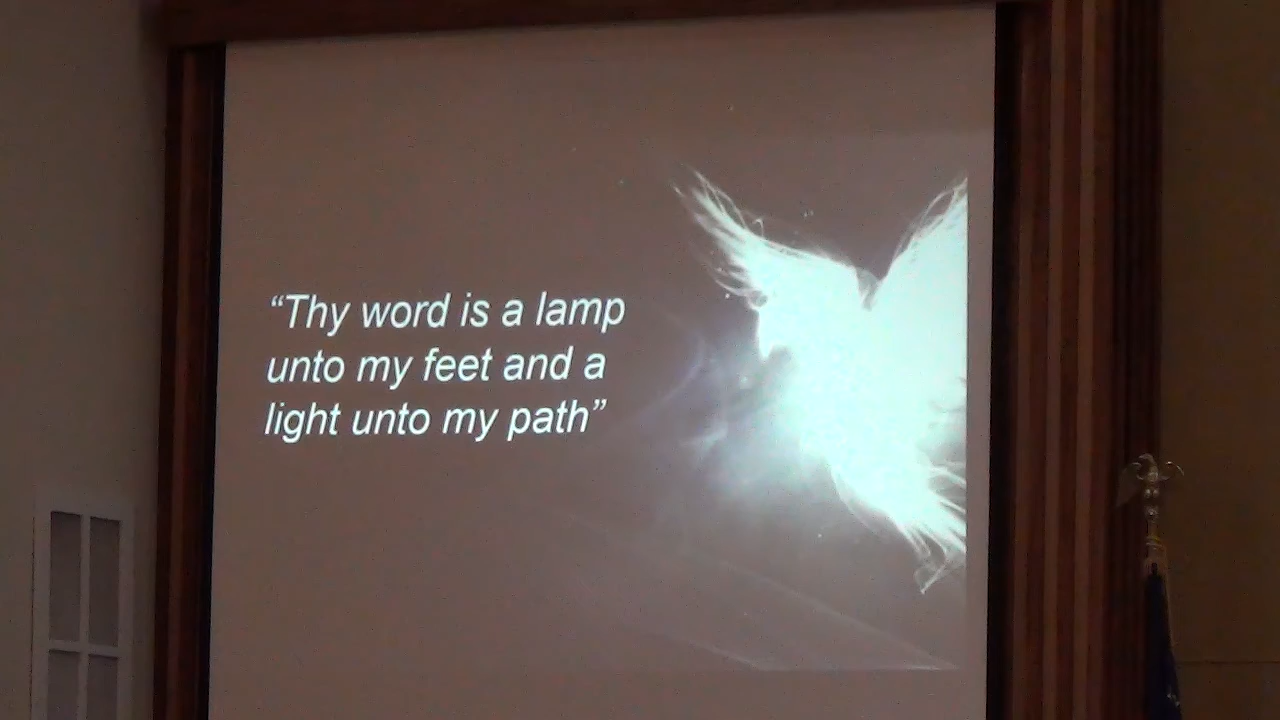 “Thy word is a lamp
unto my feet and a
light unto my path”